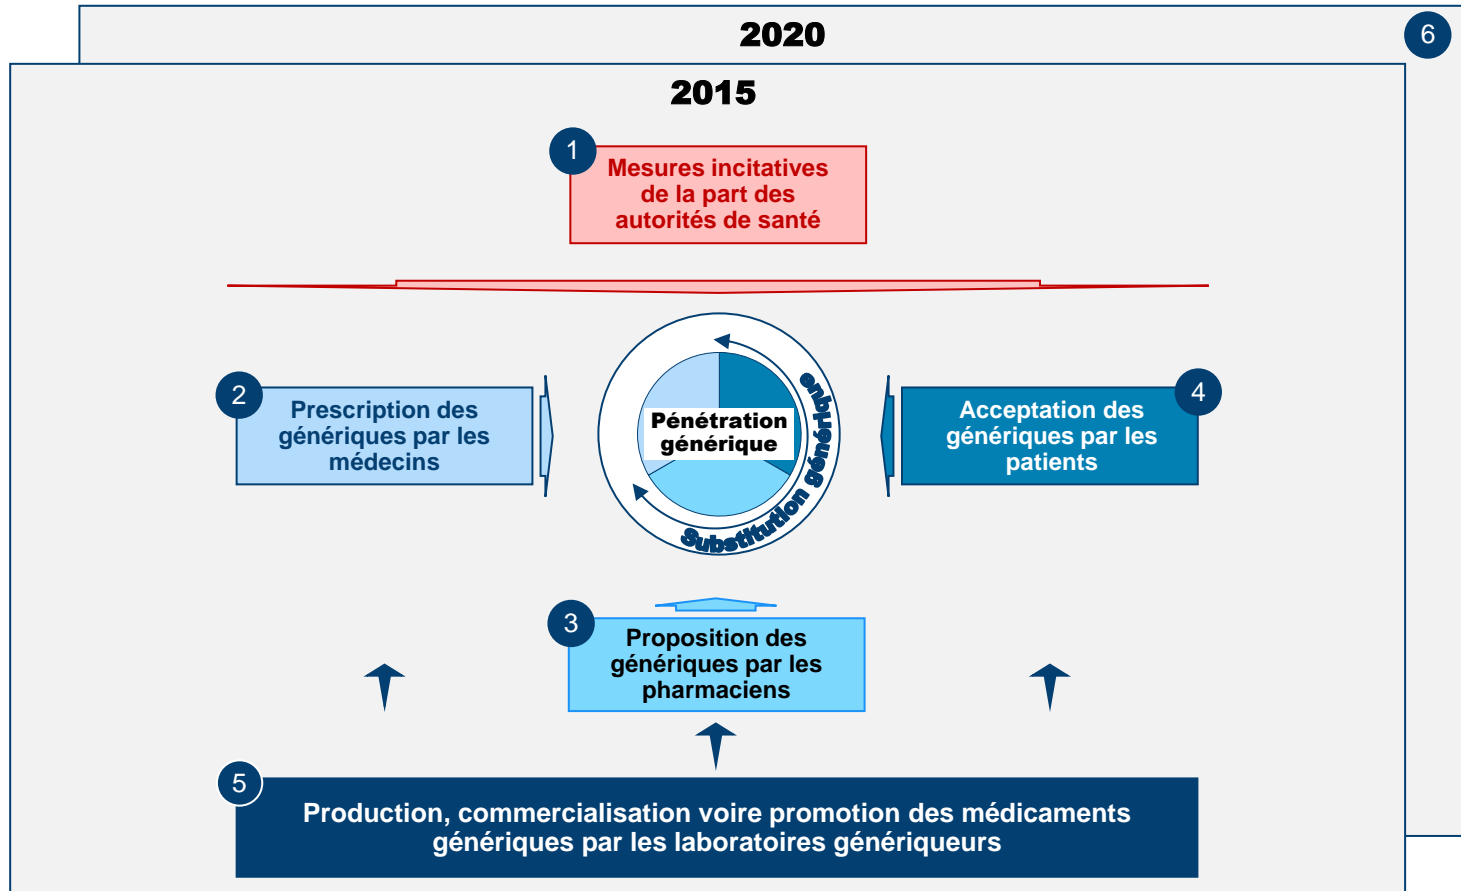 2020
6
2015
1
Mesures incitatives
de la part des
autorités de santé
2
Prescription des
génériques par les
médecins
Pénétration
générique
Substitution générique
4
Acceptation des
génériques par les
patients
3
Proposition des
génériques par les
pharmaciens
5
Production, commercialisation voire promotion des médicaments
génériques par les laboratoires génériqueurs